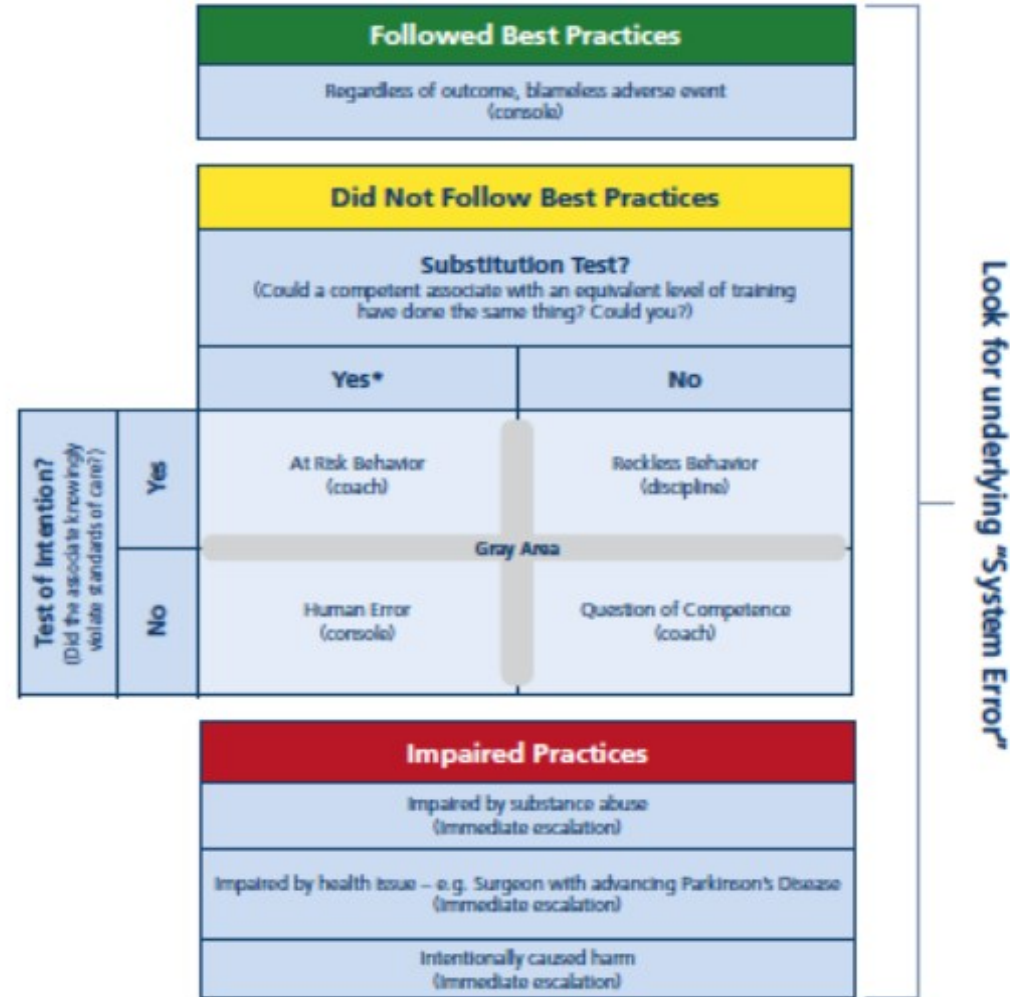 Followed Best Practices
Regardless of outcome, blameless adverse event
(console)
Did Not Follow Best Practices
Substitution Test?
(Could a competent associate with an equivalent level of training
have done the same thing? Could you?)
Yes*
No
Test of Intention?
(Did the associate knowingly
violate standards of care?)
Yes
At Risk Behavior
(coach)
Reckless Behavior
(discipline)
Gray Area
No
Human Error
(console)
Question of Competence
(coach)
Impaired Practices
Impaired by substance abuse
(Immediate escalation)
Impaired by health issue – e.g. Surgeon with advancing Parkinson's Disease
(Immediate escalation)
Intentionally caused harm
(Immediate escalation)
Look for underlying "System Error"